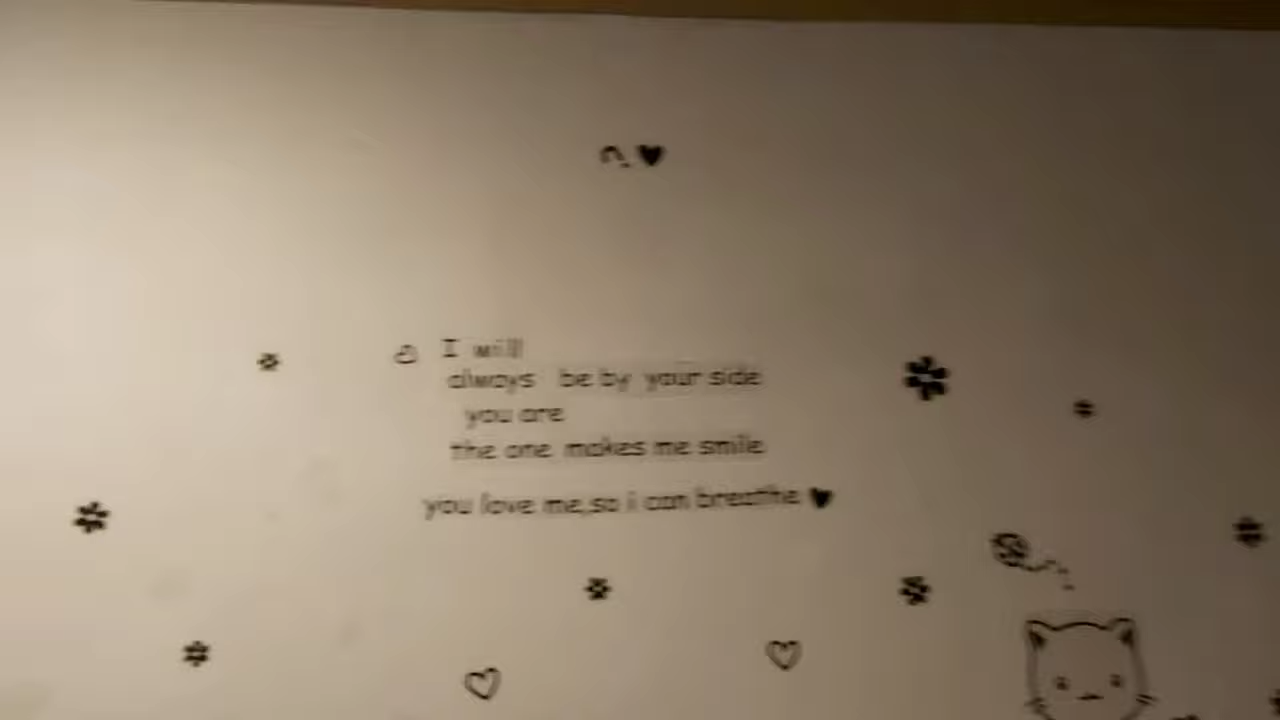 I will
always be by your side
you are
the one makes me smile
you love me,so i can breathe